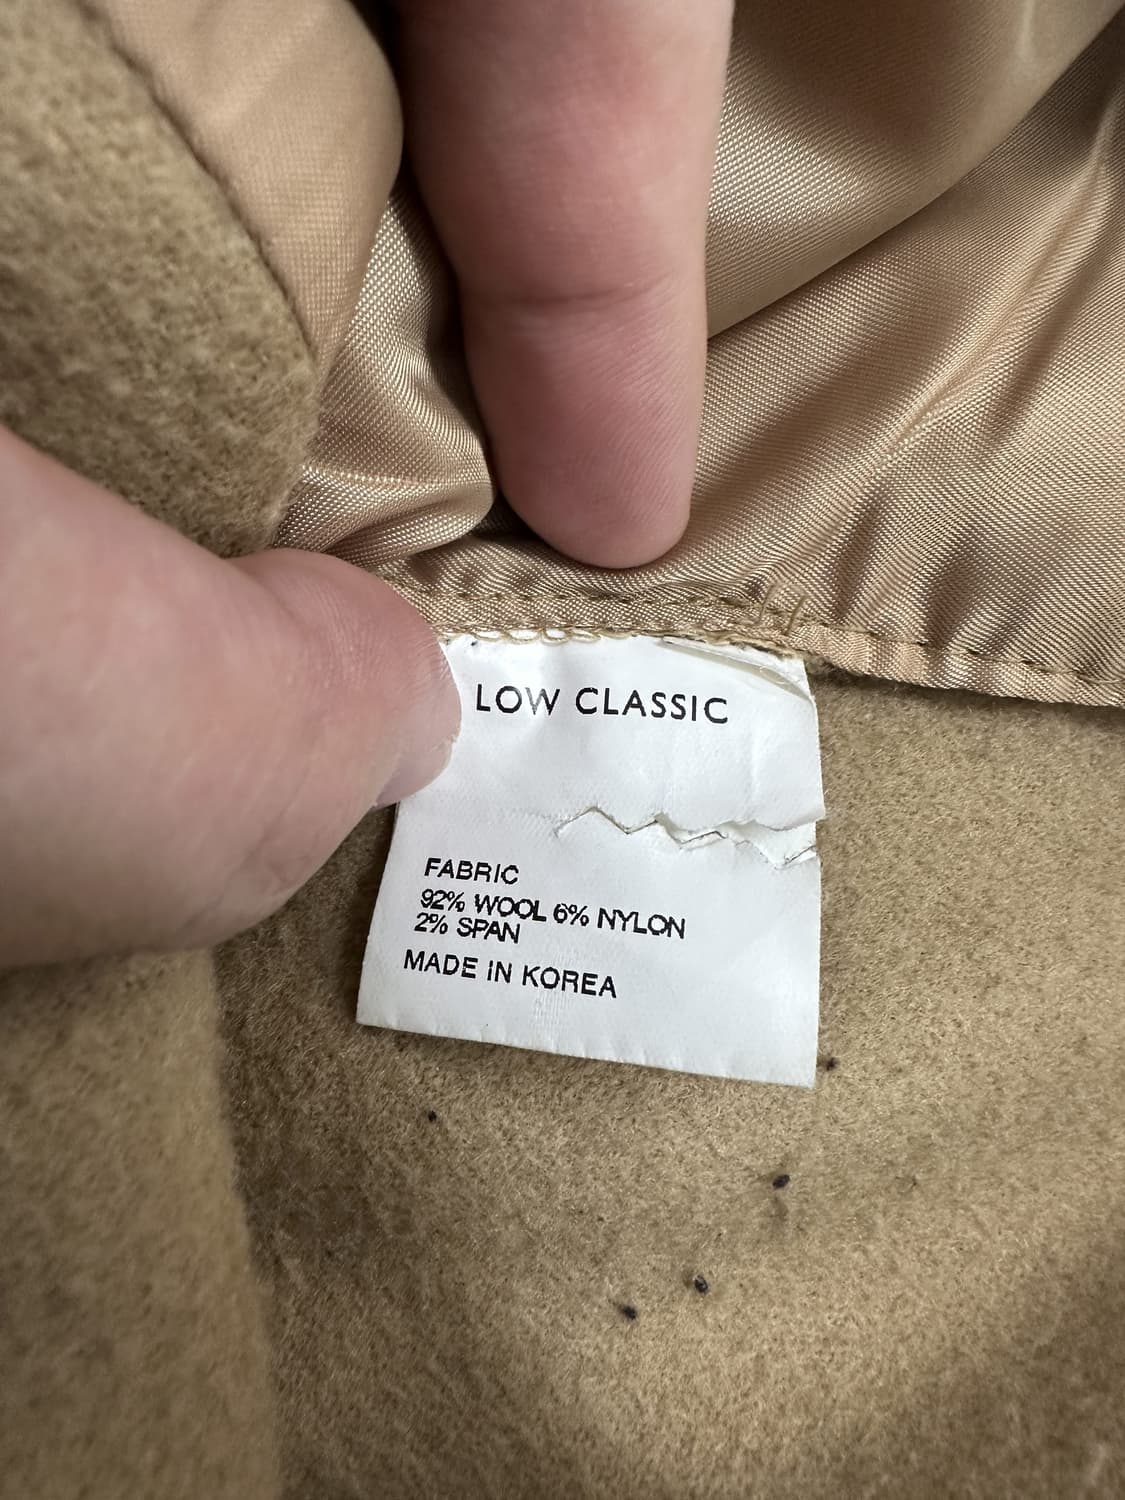 LOW CLASSIC
FABRIC
92% WOOL 6% NYLON
2% SPAN
MADE IN KOREA